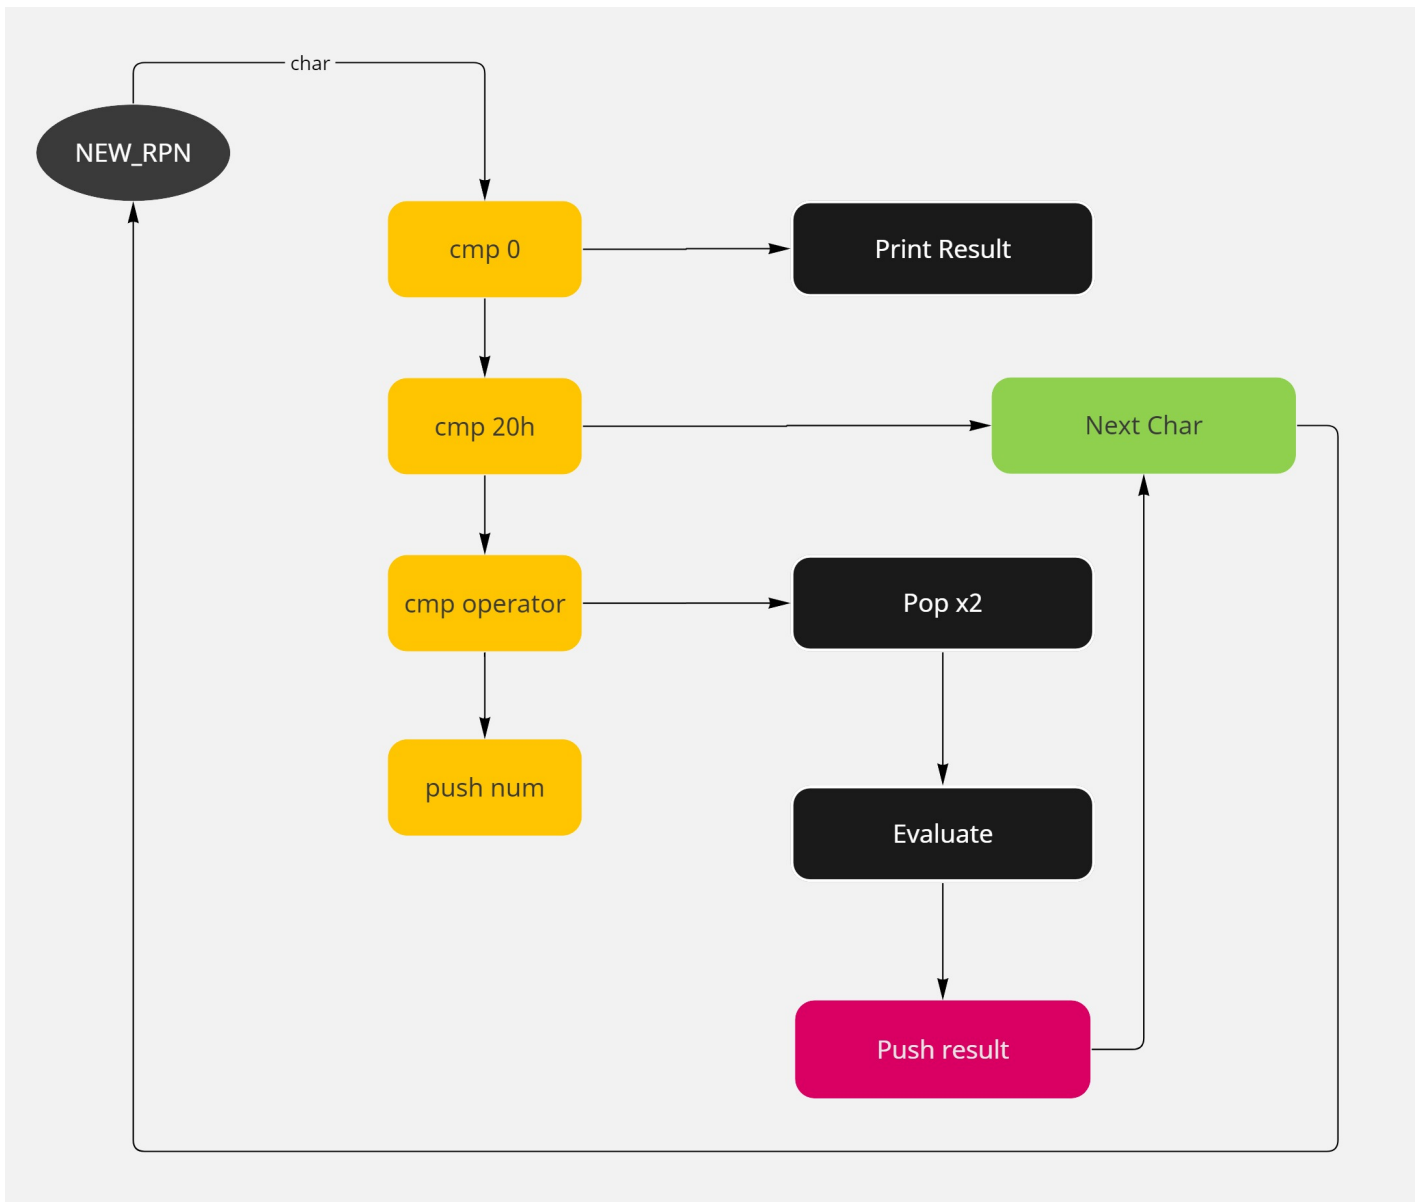 char
NEW_RPN
cmp 0
Print Result
cmp 20h
Next Char
cmp operator
Pop x2
push num
Evaluate
Push result